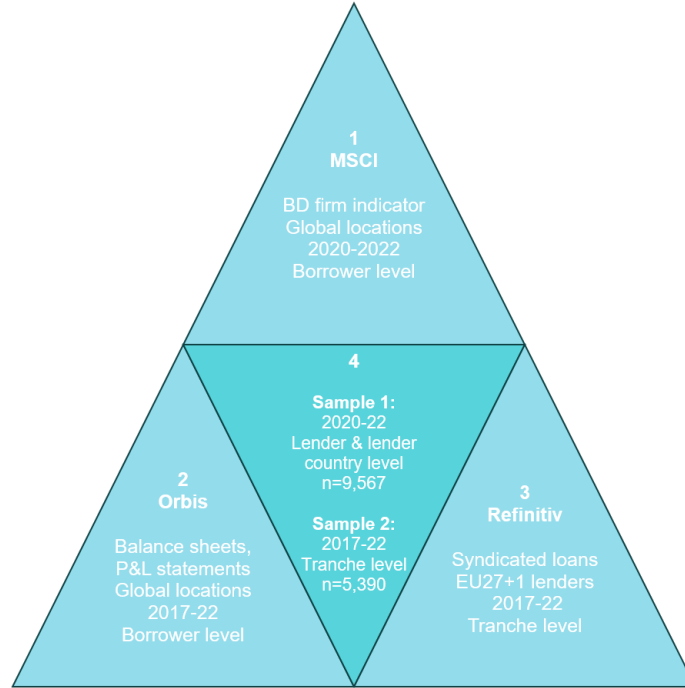 1
MSCI
BD firm indicator
Global locations
2020-2022
Borrower level
4
Sample 1:
2020-22
Lender & lender
country level
n=9,567
Sample 2:
2017-22
Tranche level
n=5,390
2
Orbis
Balance sheets,
P&L statements
Global locations
2017-22
Borrower level
3
Refinitiv
Syndicated loans
EU27+1 lenders
2017-22
Tranche level